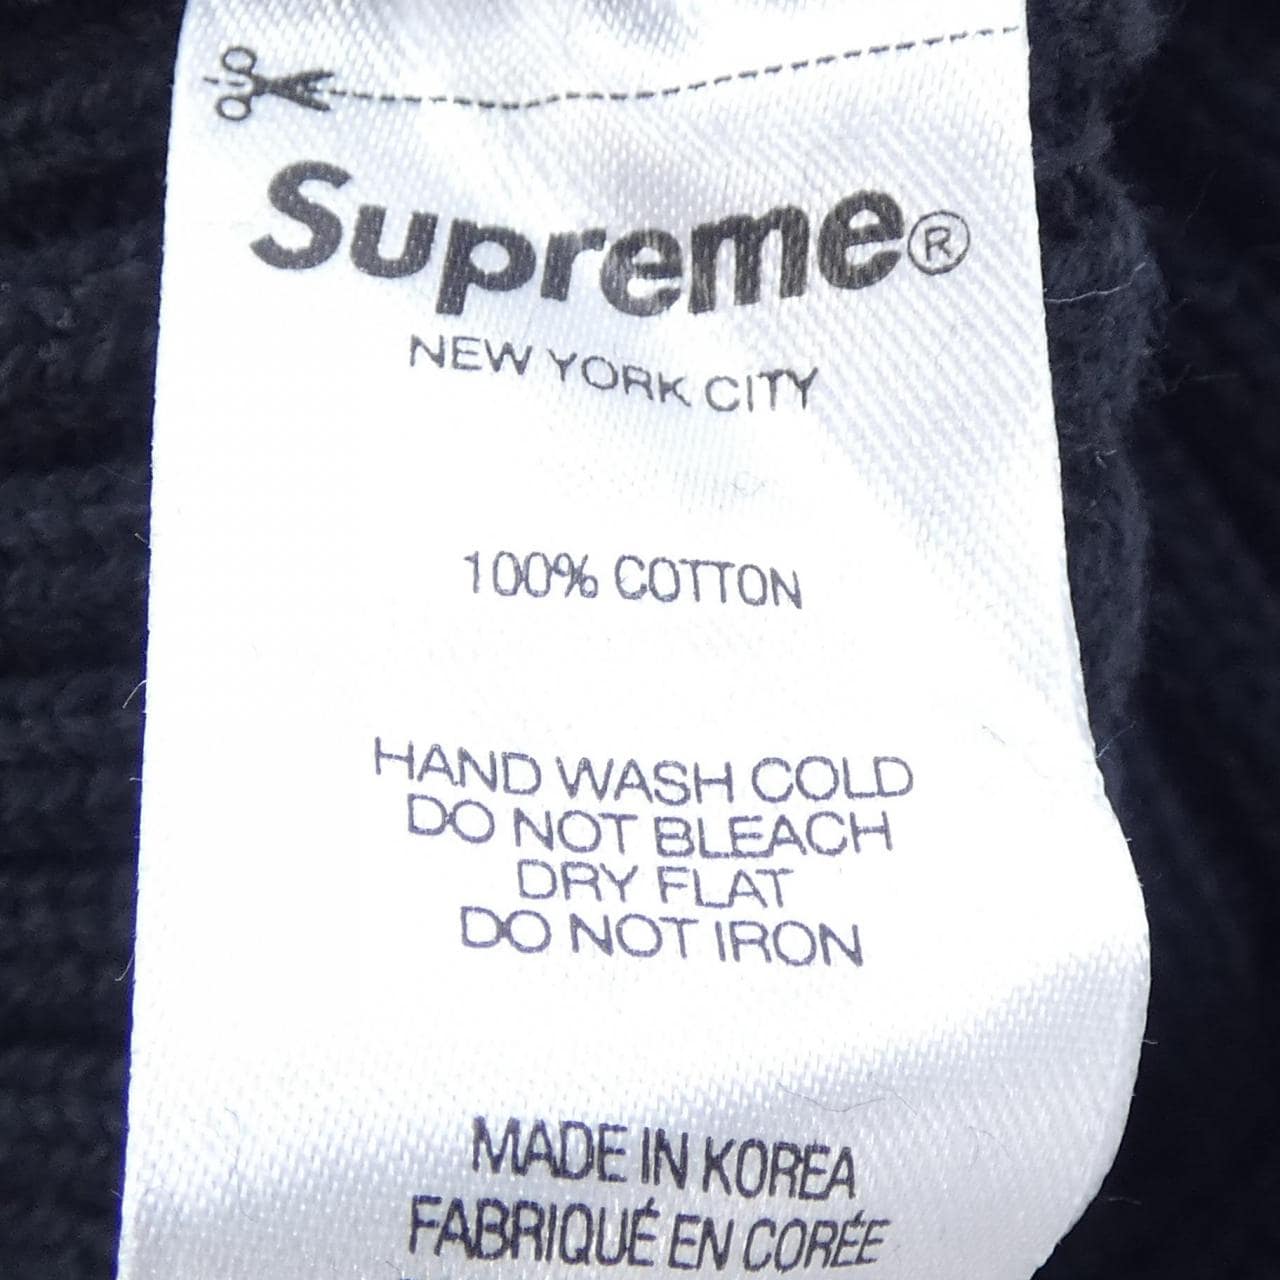 Supreme®
NEW YORK CITY
100% COTTON
HAND WASH COLD
DO NOT BLEACH
DRY FLAT
DO NOT IRON
MADE IN KOREA
FABRIQUÉ EN CORÉE